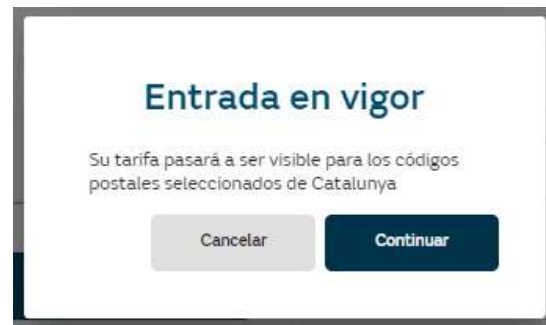 Entrada en vigor
Su tarifa pasará a ser visible para los códigos
postales seleccionados de Catalunya
Cancelar
Continuar